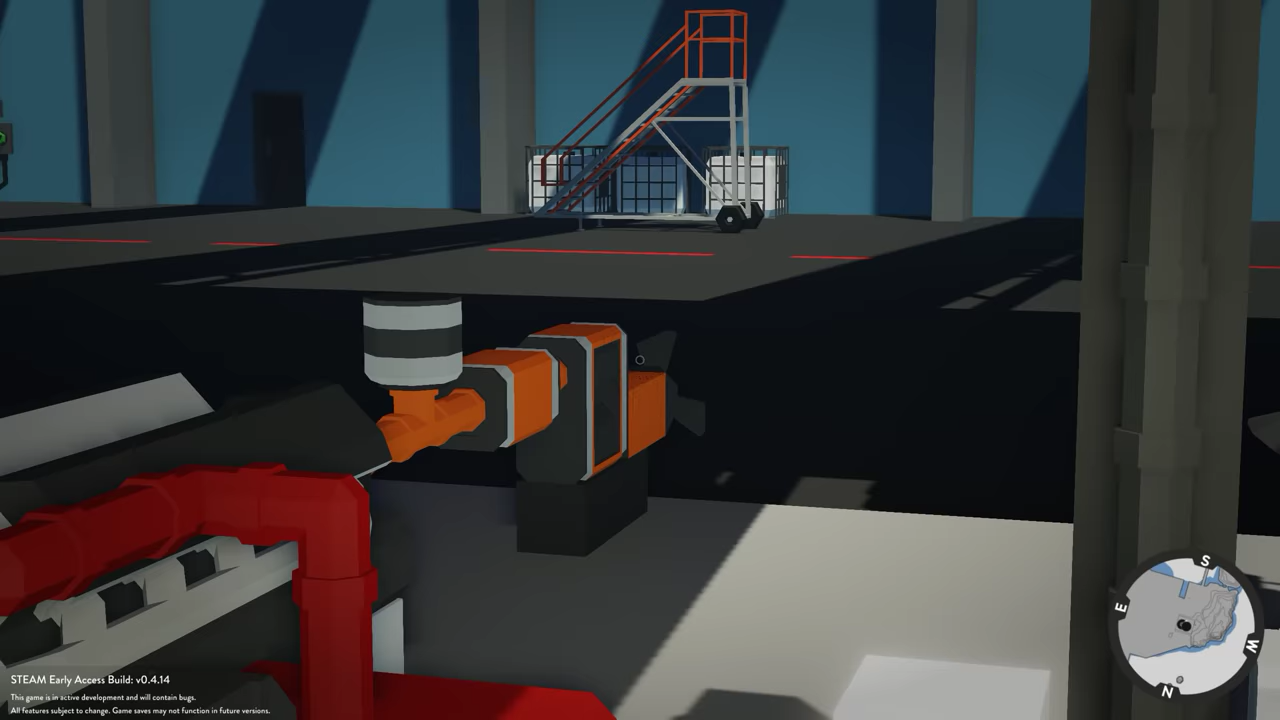 S
E
W
N
STEAM Early Access Build: v0.4.14
This game is in active development and will contain bugs.
All features subject to change. Game saves may not function in future versions.